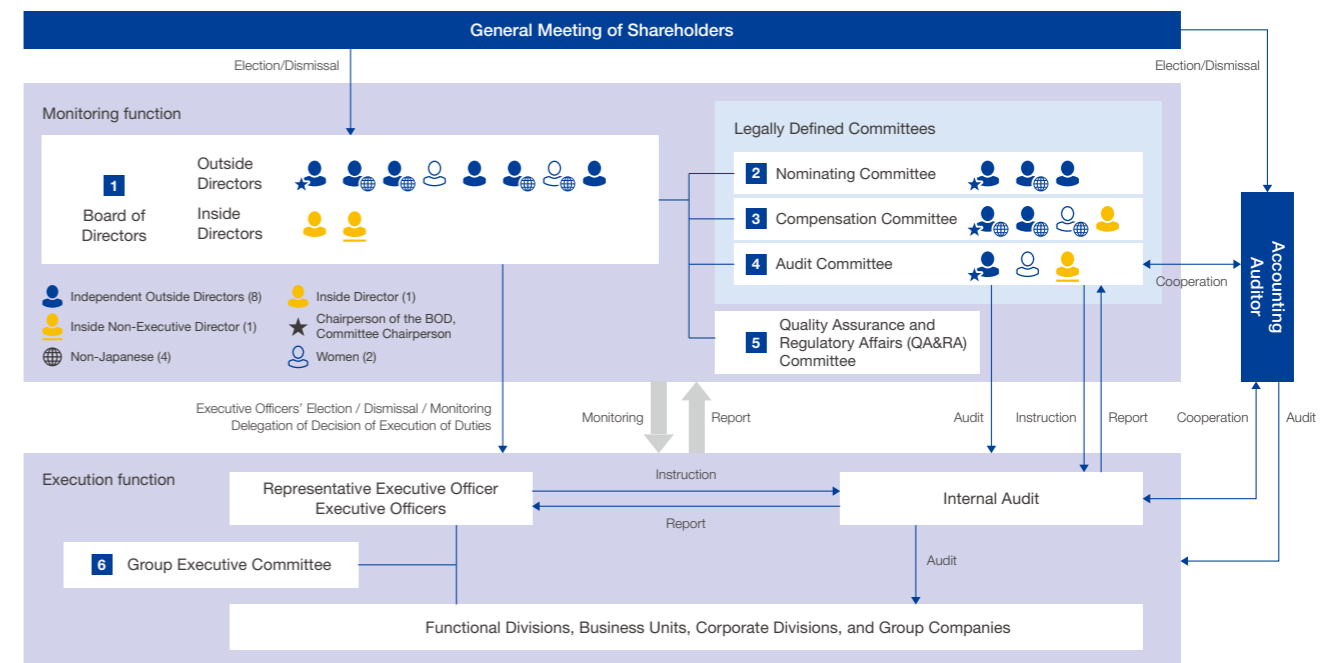 General Meeting of Shareholders
Election/Dismissal
Election/Dismissal
Monitoring function
1
Board of
Directors
Outside
Directors
Inside
Directors
Independent Outside Directors (8)
Inside Director (1)
Inside Non-Executive Director (1)
Chairperson of the BOD,
Committee Chairperson
Non-Japanese (4)
Women (2)
Legally Defined Committees
2 Nominating Committee
3 Compensation Committee
4 Audit Committee
5 Quality Assurance and
Regulatory Affairs (QA&RA)
Committee
Cooperation
Accounting
Auditor
Executive Officers' Election / Dismissal / Monitoring
Delegation of Decision of Execution of Duties
Monitoring
Report
Audit
Instruction
Report
Cooperation
Audit
Execution function
Representative Executive Officer
Executive Officers
Instruction
Report
Internal Audit
6 Group Executive Committee
Audit
Functional Divisions, Business Units, Corporate Divisions, and Group Companies